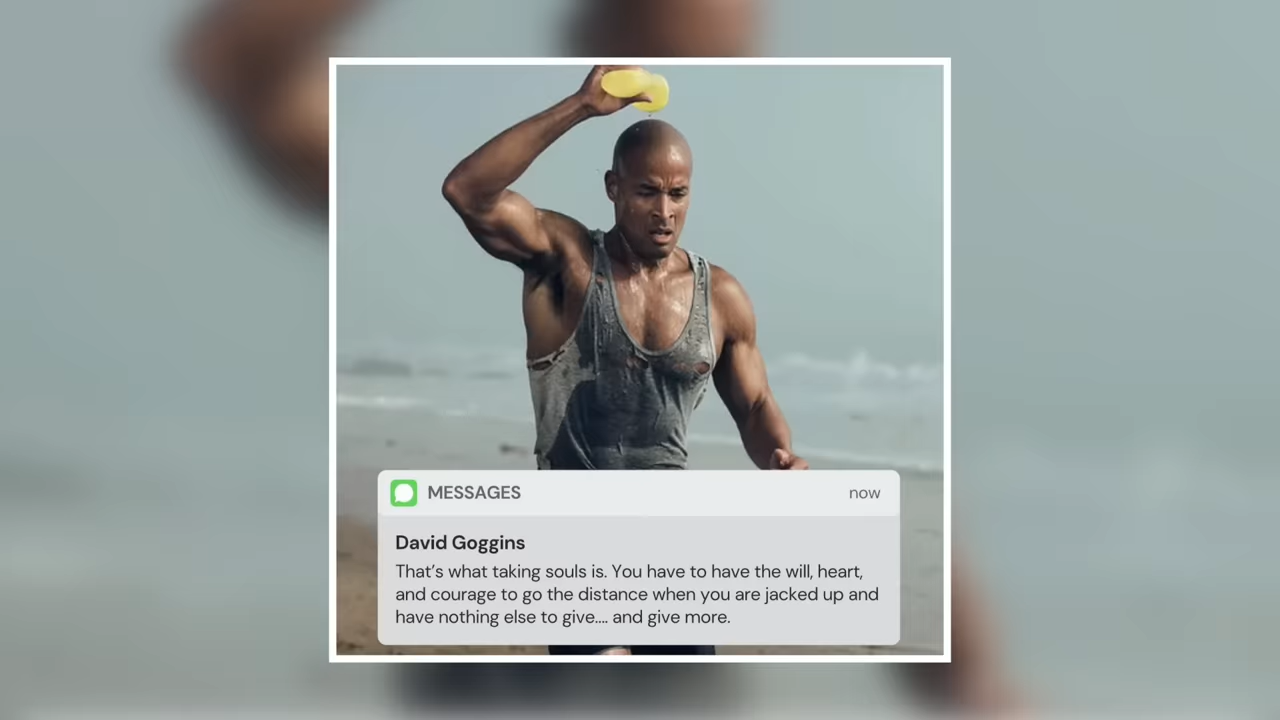 MESSAGES now
David Goggins
That’s what taking souls is. You have to have the will, heart,
and courage to go the distance when you are jacked up and
have nothing else to give.... and give more.